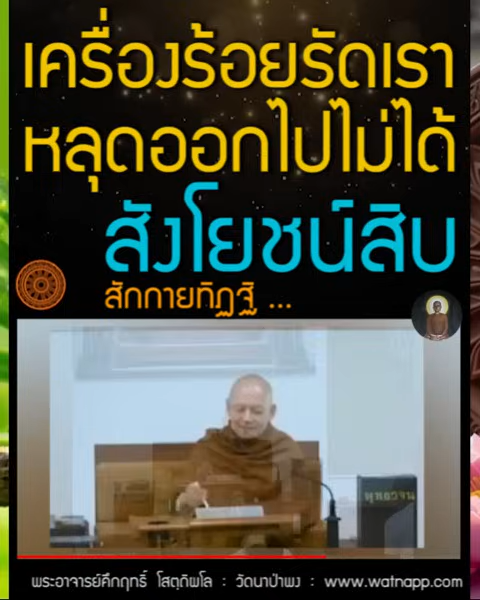 เครื่องร้อยรัดเรา
หลุดออกไปไม่ได้
สังโยชน์สิบ
สักกายทิฏฐิ ...
พุทธวจน
พระอาจารย์คึกฤทธิ์ โสตฺถิผโล : วัดนาป่าพง : www.watnapp.com